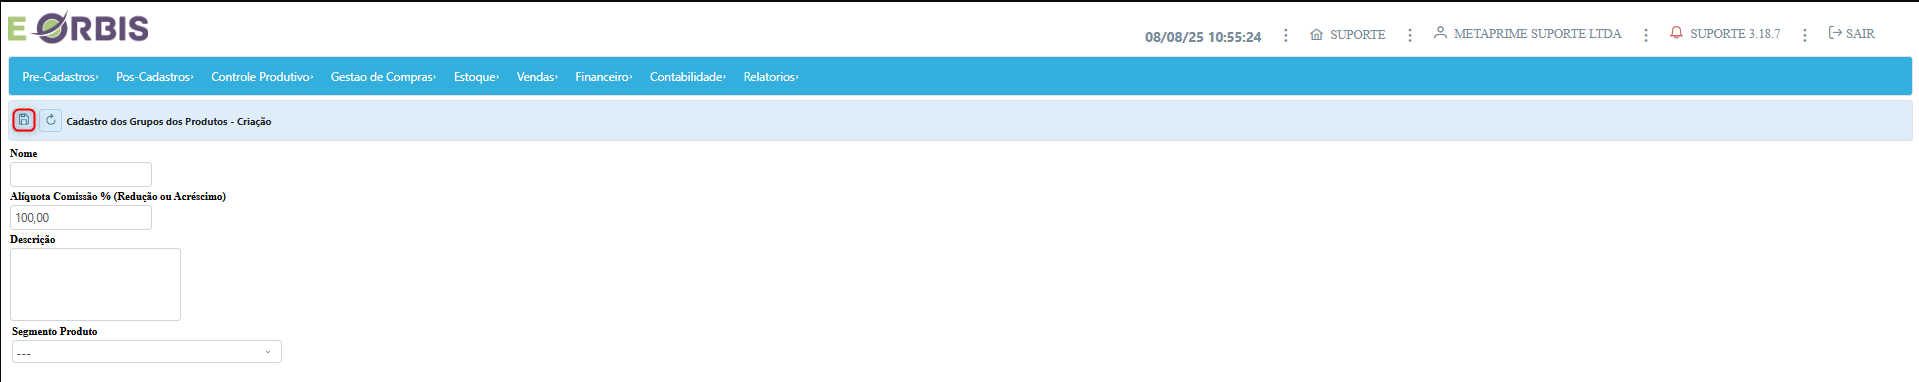 E ORBIS
08/08/25 10:55:24 SUPORTE METAPRIME SUPORTE LTDA SUPORTE 3.18.7 SAIR
Pre-Cadastros Pos-Cadastros Controle Produtivo Gestao de Compras Estoque Vendas Financeiro Contabilidade Relatorios
Cadastro dos Grupos dos Produtos - Criação
Nome
Alíquota Comissão % (Redução ou Acréscimo)
100,00
Descrição
Segmento Produto
---